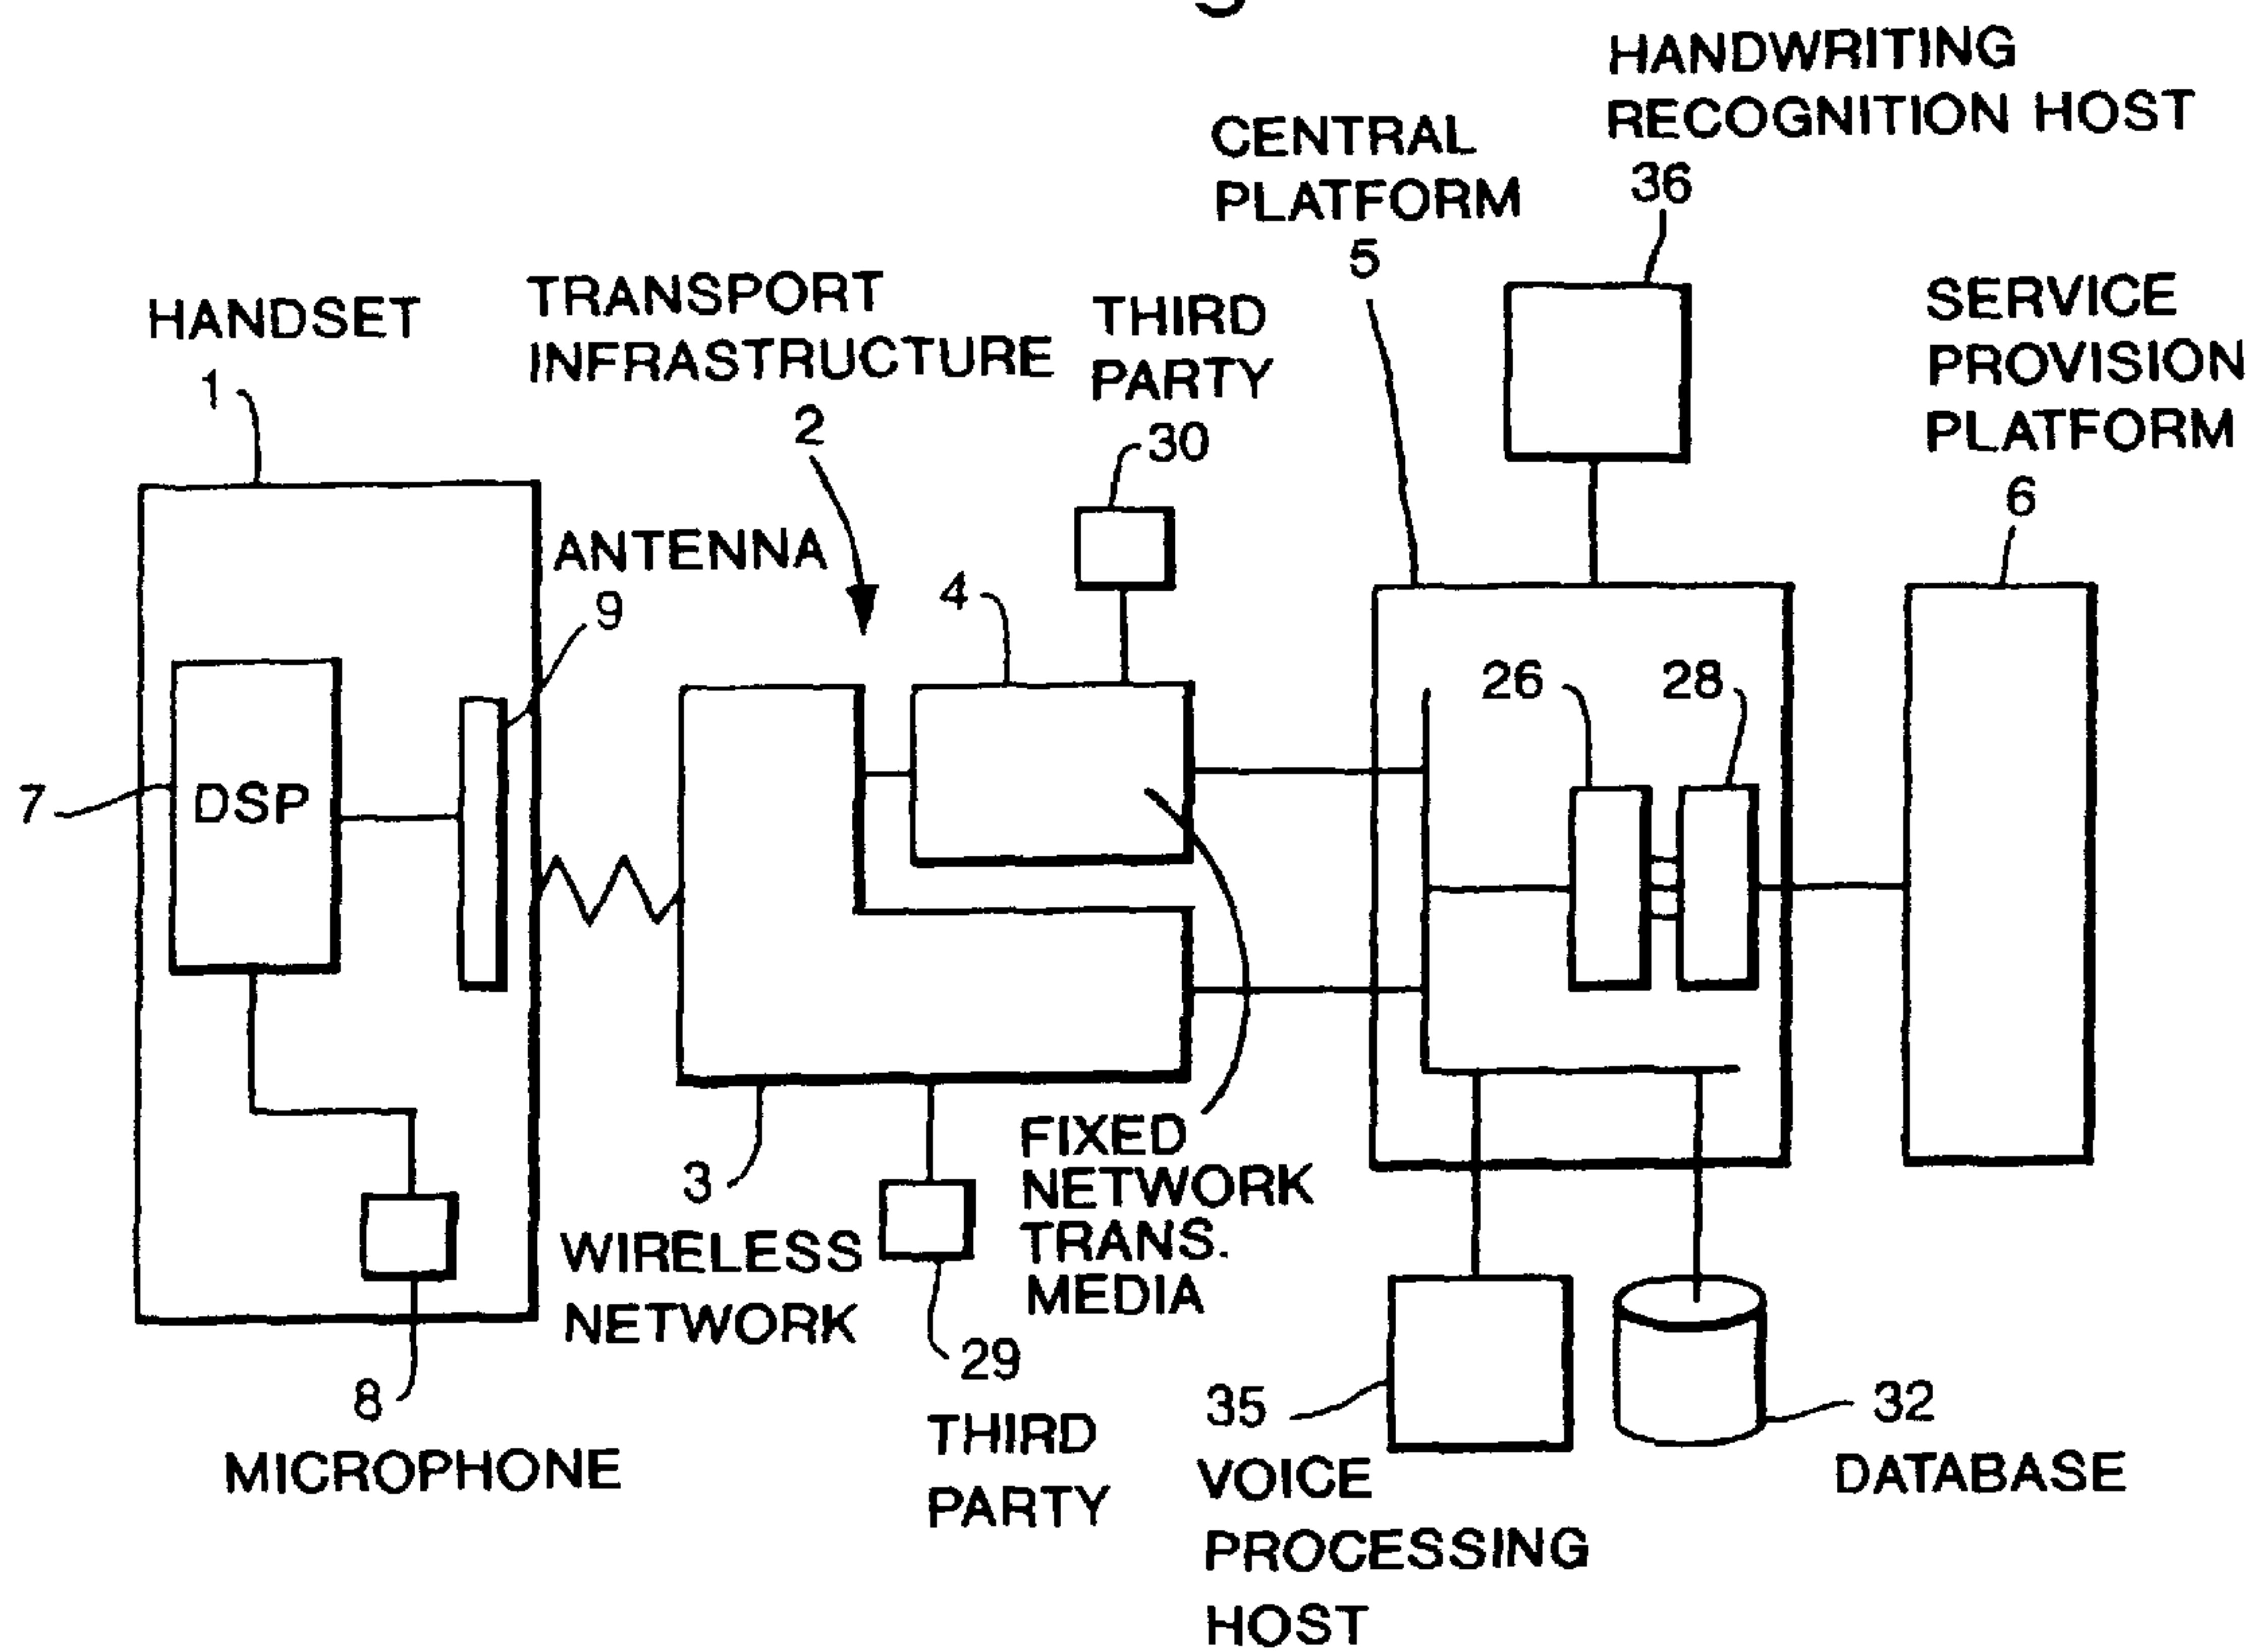 HANDWRITING
RECOGNITION HOST
36
CENTRAL
PLATFORM
5
SERVICE
PROVISION
PLATFORM
6
HANDSET
1
TRANSPORT
INFRASTRUCTURE
2
THIRD
PARTY
30
ANTENNA
9
4
26
28
7
DSP
3
WIRELESS
NETWORK
FIXED
NETWORK
TRANS.
MEDIA
29
THIRD
PARTY
8
MICROPHONE
35
VOICE
PROCESSING
HOST
32
DATABASE